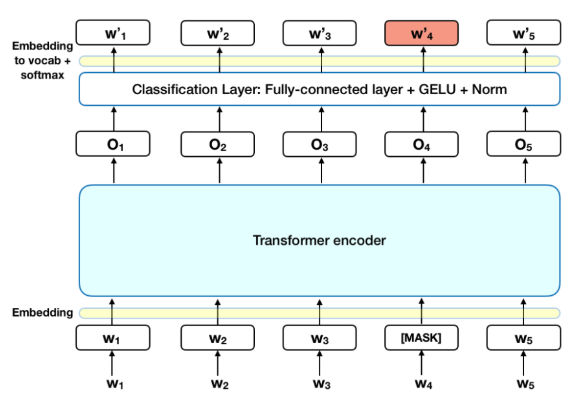 w'1 w'2 w'3 w'4 w'5
Embedding
to vocab +
softmax
Classification Layer: Fully-connected layer + GELU + Norm
O1 O2 O3 O4 O5
Transformer encoder
Embedding
w1 w2 w3 [MASK] w5
w1 w2 w3 w4 w5